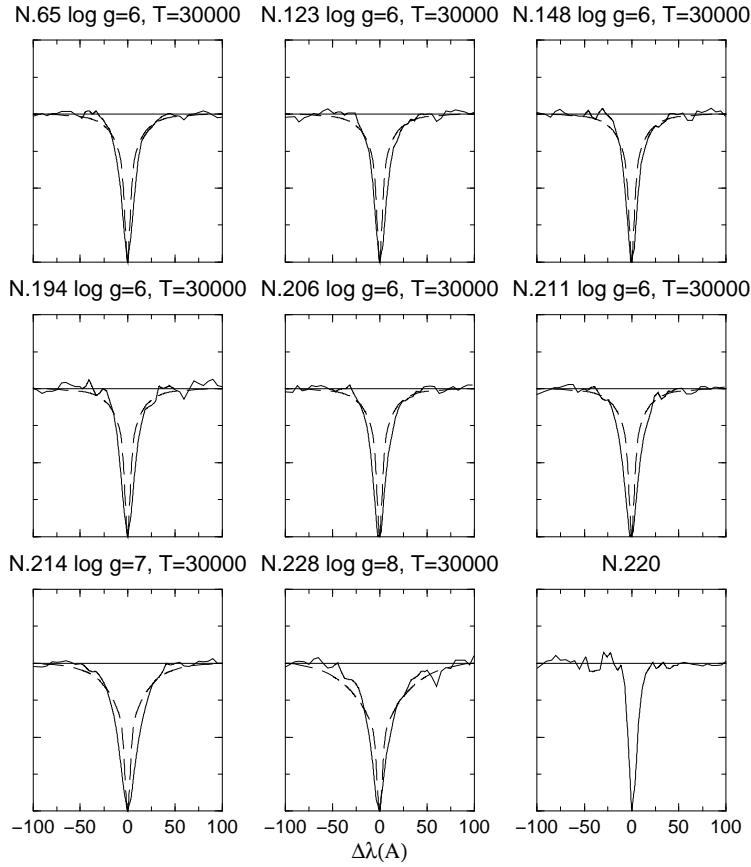 N.65 log g=6, T=30000
N.123 log g=6, T=30000
N.148 log g=6, T=30000
N.194 log g=6, T=30000
N.206 log g=6, T=30000
N.211 log g=6, T=30000
N.214 log g=7, T=30000
N.228 log g=8, T=30000
N.220
−100 −50 0 50 100
−100 −50 0 50 100
−100 −50 0 50 100
Δλ(A)